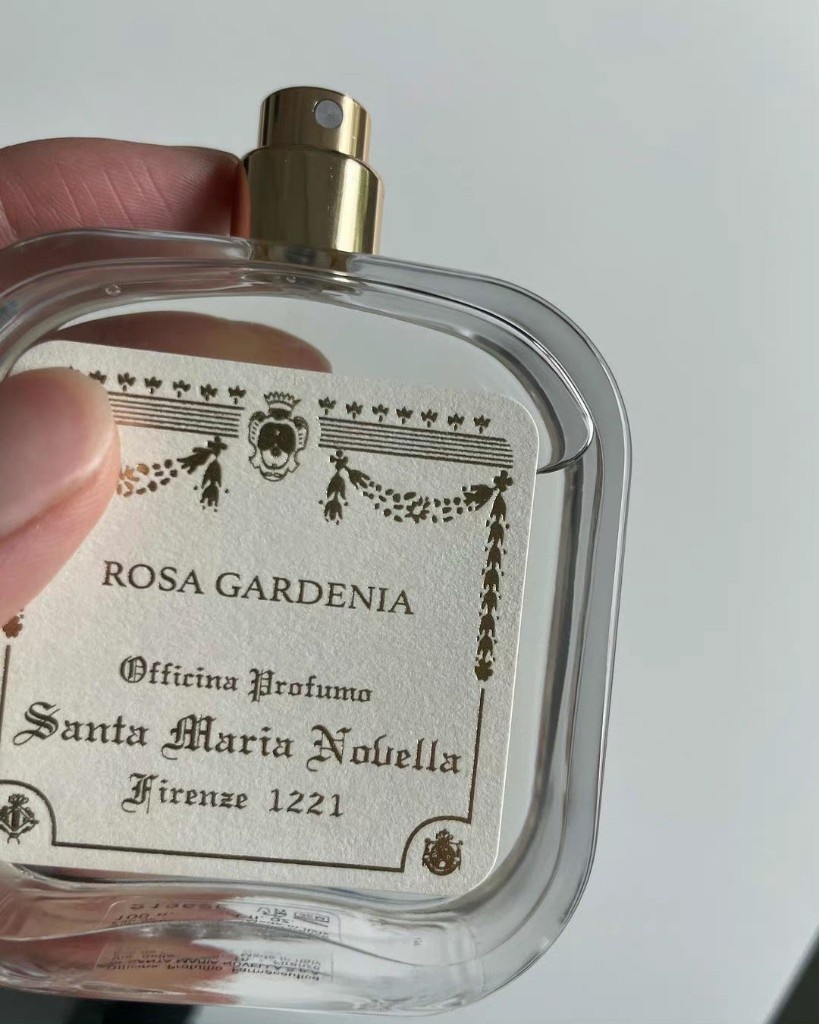 ROSA GARDENIA
Officina Profumo
Santa Maria Novella
Firenze 1221